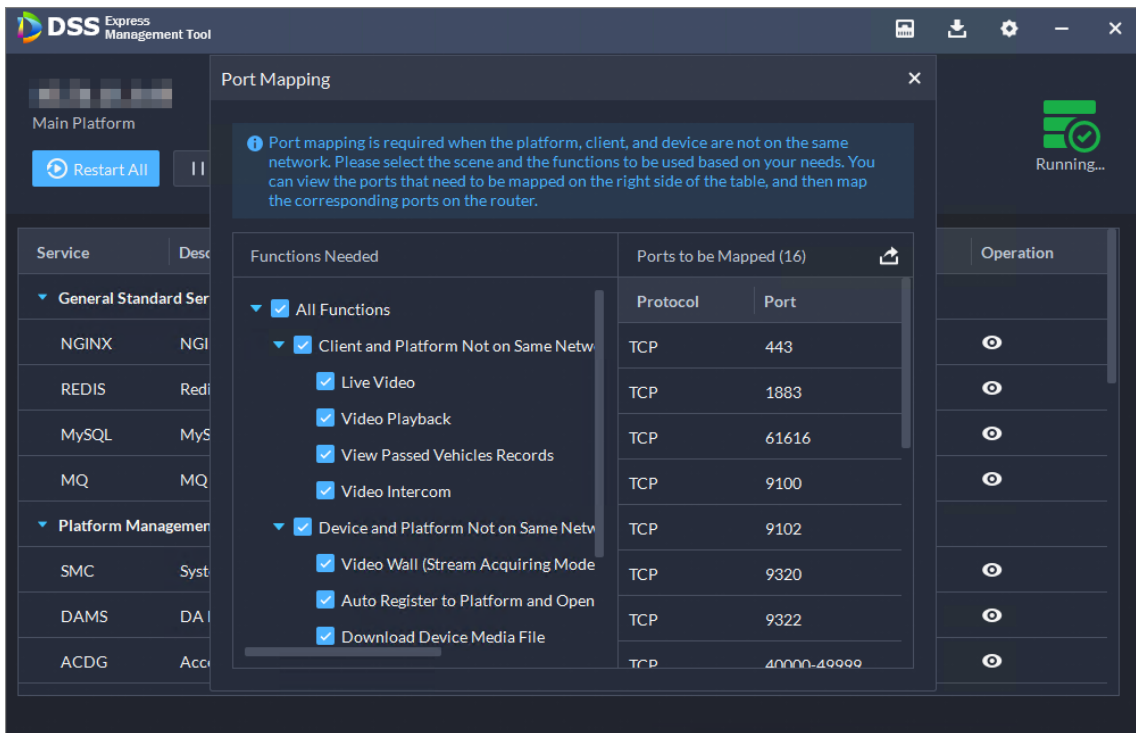 DSS Express
Management Tool
Port Mapping
Main Platform
Restart All
Running...
Port mapping is required when the platform, client, and device are not on the same
network. Please select the scene and the functions to be used based on your needs. You
can view the ports that need to be mapped on the right side of the table, and then map
the corresponding ports on the router.
Service Desc Operation
General Standard Ser
NGINX NGI
REDIS Redi
MySQL MyS
MQ MQ
Platform Managemen
SMC Syst
DAMS DA
ACDG Acce
Functions Needed
All Functions
Client and Platform Not on Same Netw
Live Video
Video Playback
View Passed Vehicles Records
Video Intercom
Device and Platform Not on Same Netw
Video Wall (Stream Acquiring Mode
Auto Register to Platform and Open
Download Device Media File
Ports to be Mapped (16)
Protocol Port
TCP 443
TCP 1883
TCP 61616
TCP 9100
TCP 9102
TCP 9320
TCP 9322
TCP 40000-49999